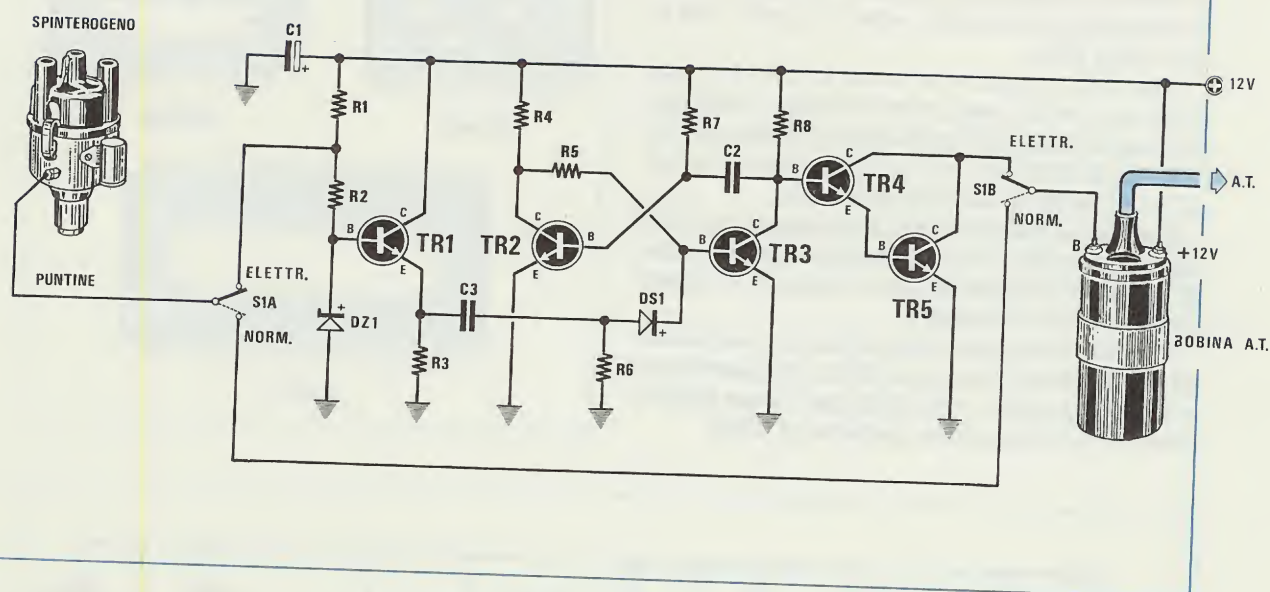 SPINTEROGENO
PUNTINE
C1
+
R1
R2
B
C
E
TR1
+
DZ1
ELETTR.
S1A
NORM.
R3
C3
R4
R5
C
B
E
TR2
R6
DS1
+
R7
C2
R8
B
C
E
TR3
B
C
E
TR4
B
C
E
TR5
ELETTR.
S1B
NORM.
+ 12V
A.T.
B
+12V
BOBINA A.T.